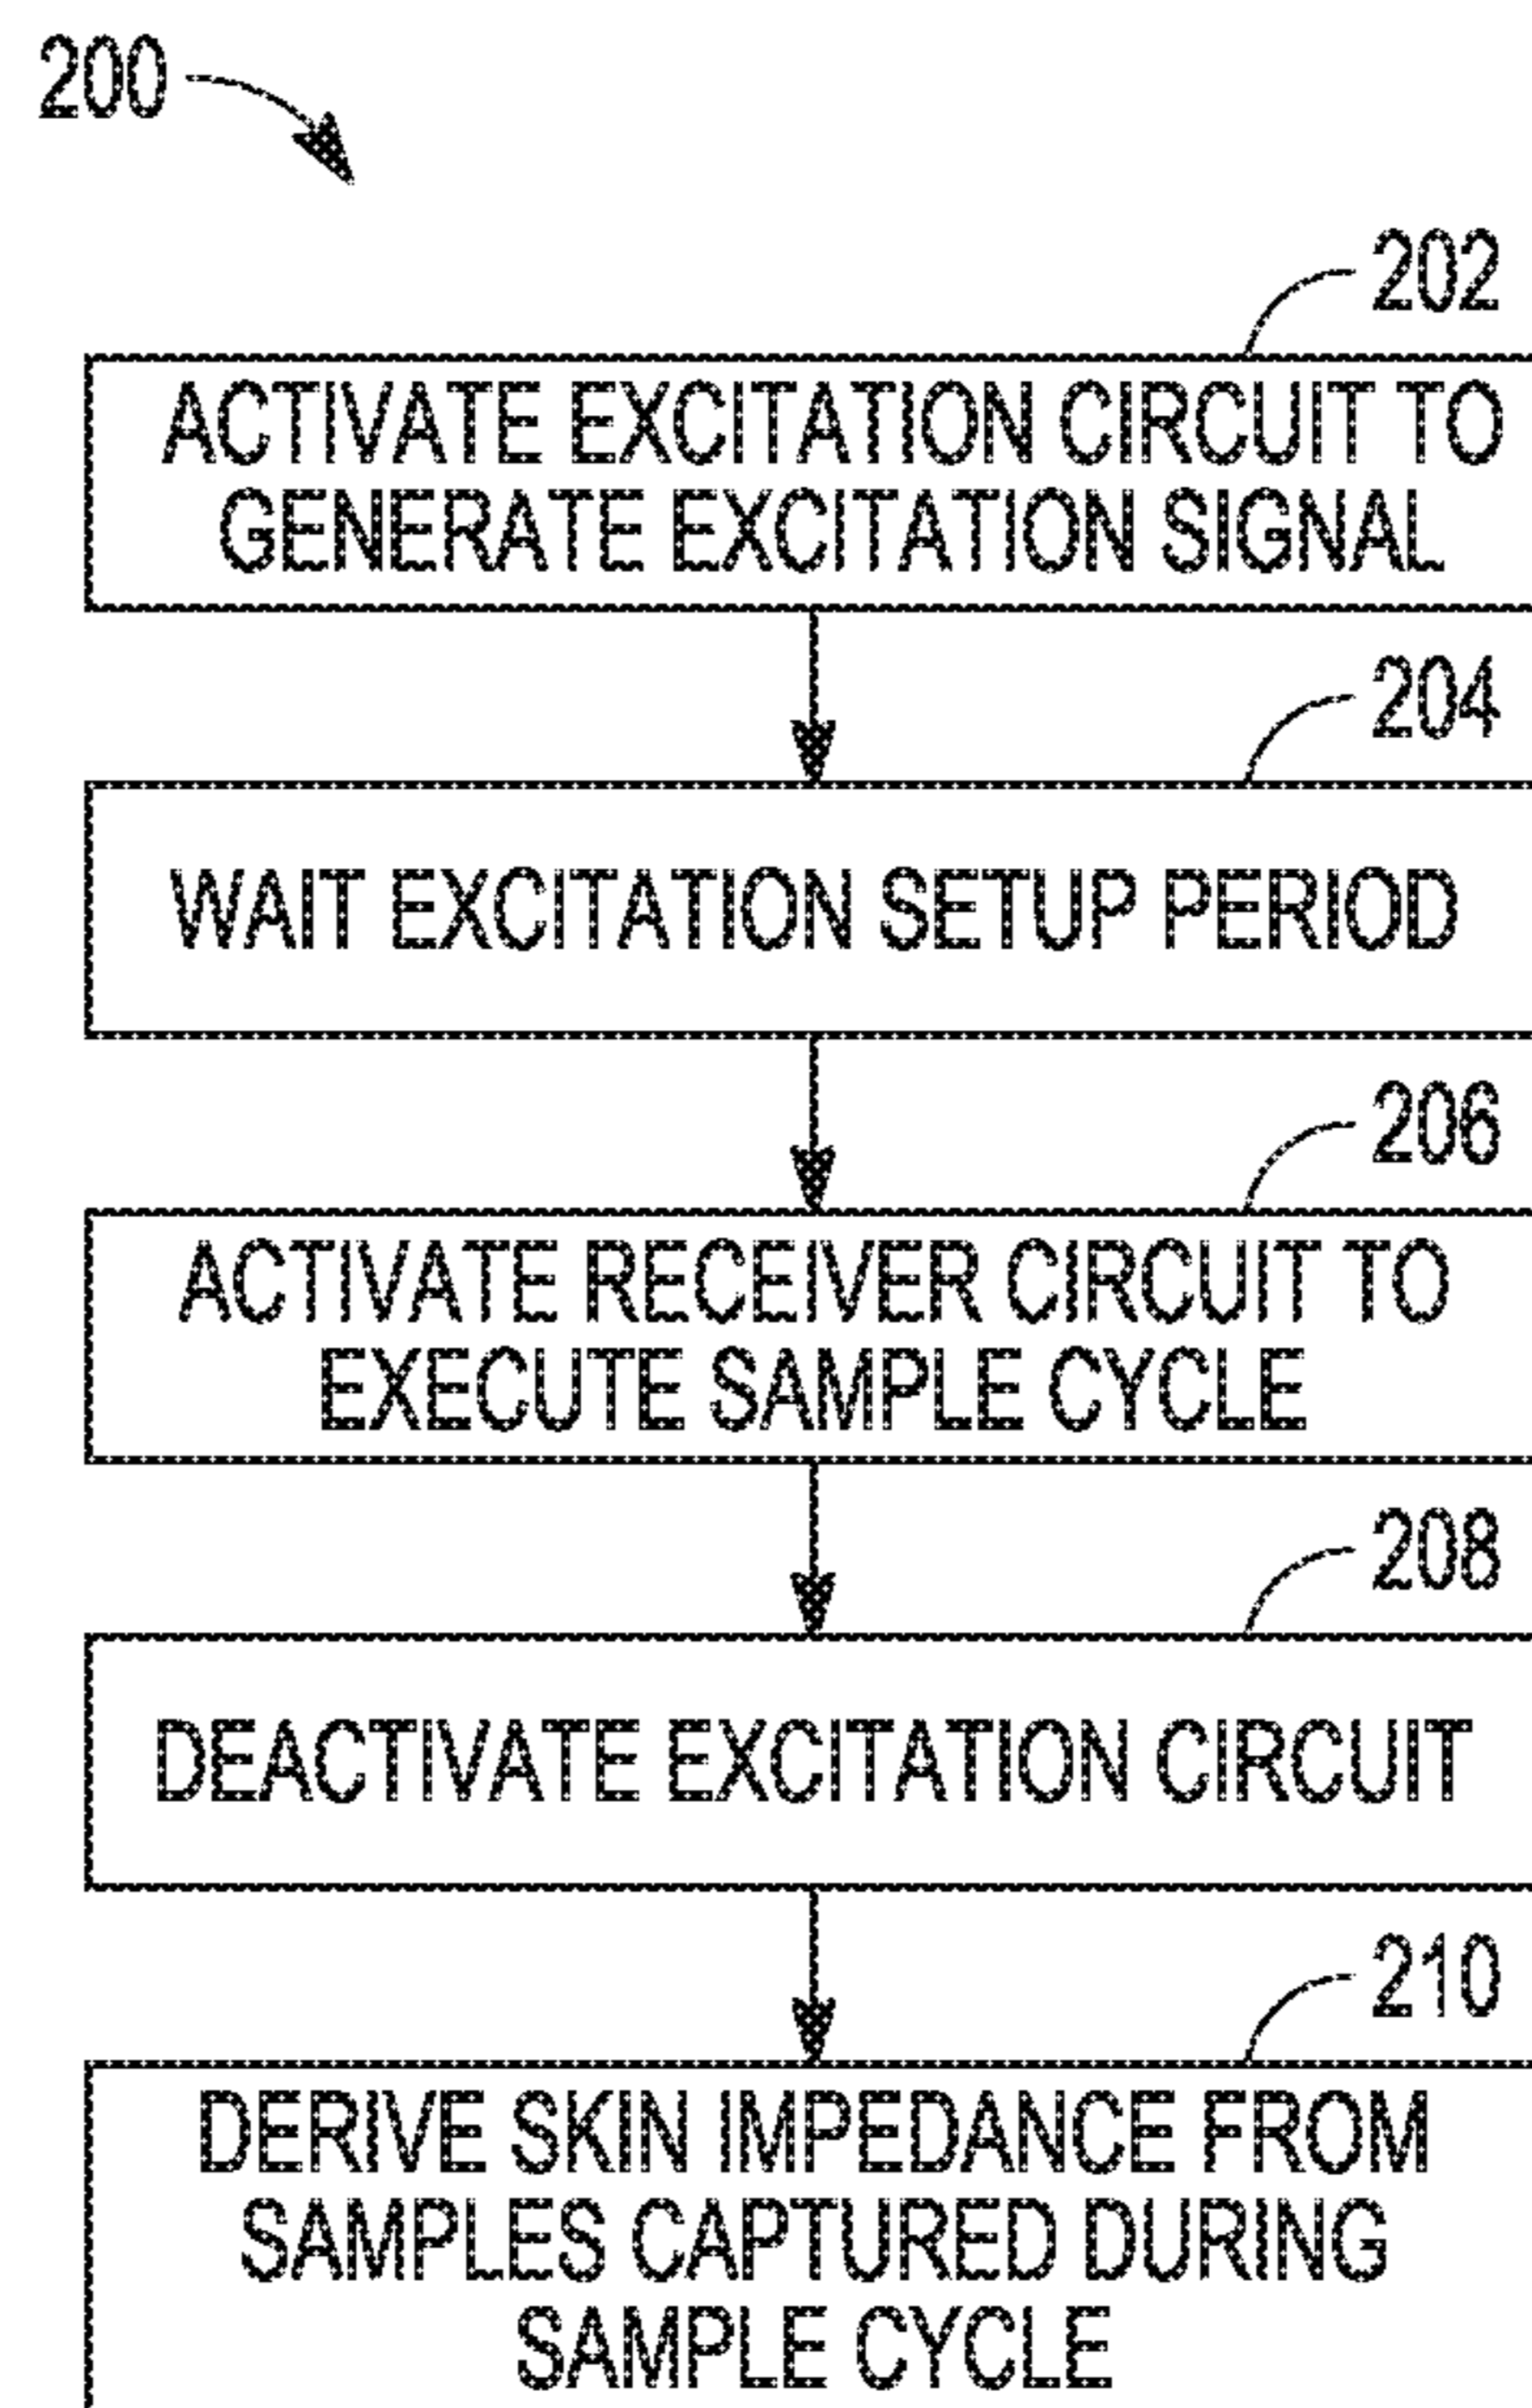 200
202
ACTIVATE EXCITATION CIRCUIT TO
GENERATE EXCITATION SIGNAL
204
WAIT EXCITATION SETUP PERIOD
206
ACTIVATE RECEIVER CIRCUIT TO
EXECUTE SAMPLE CYCLE
208
DEACTIVATE EXCITATION CIRCUIT
210
DERIVE SKIN IMPEDANCE FROM
SAMPLES CAPTURED DURING
SAMPLE CYCLE